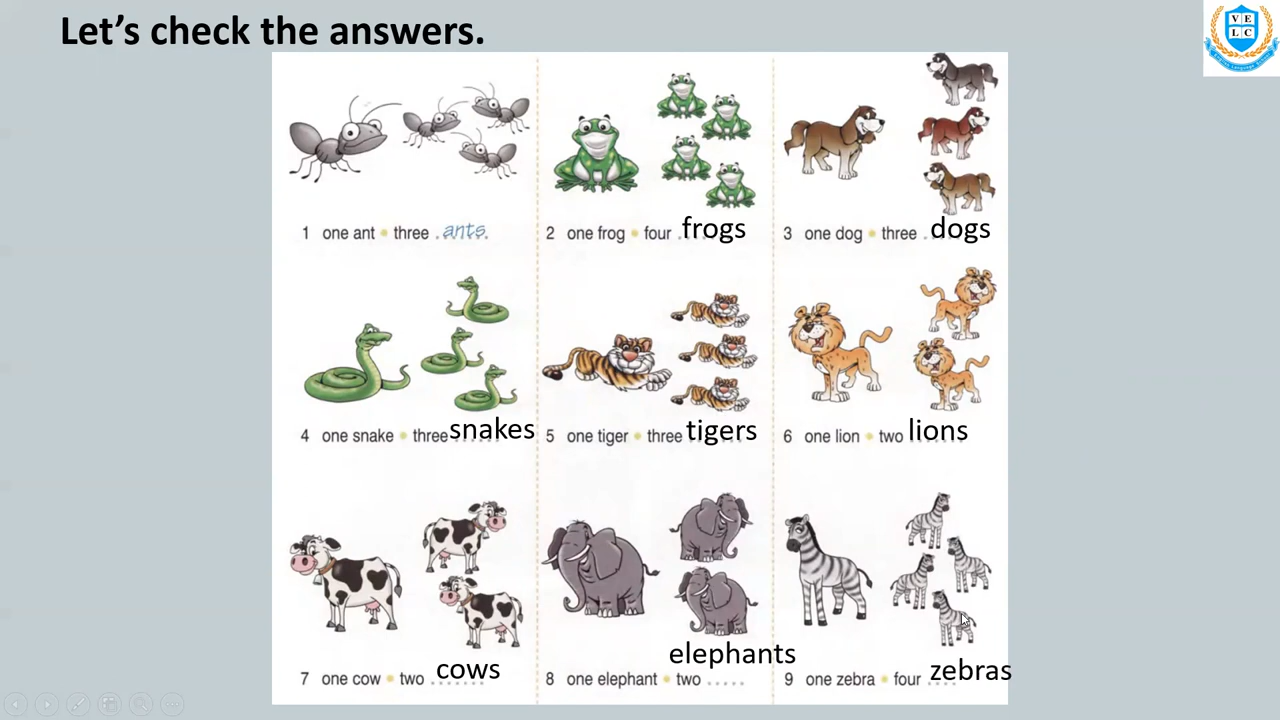 Let's check the answers.
V E
L C
1 one ant • three .ants.
2 one frog • four frogs
3 one dog • three dogs
4 one snake • three snakes
5 one tiger • three tigers
6 one lion • two lions
7 one cow • two cows
8 one elephant • two elephants
9 one zebra • four zebras